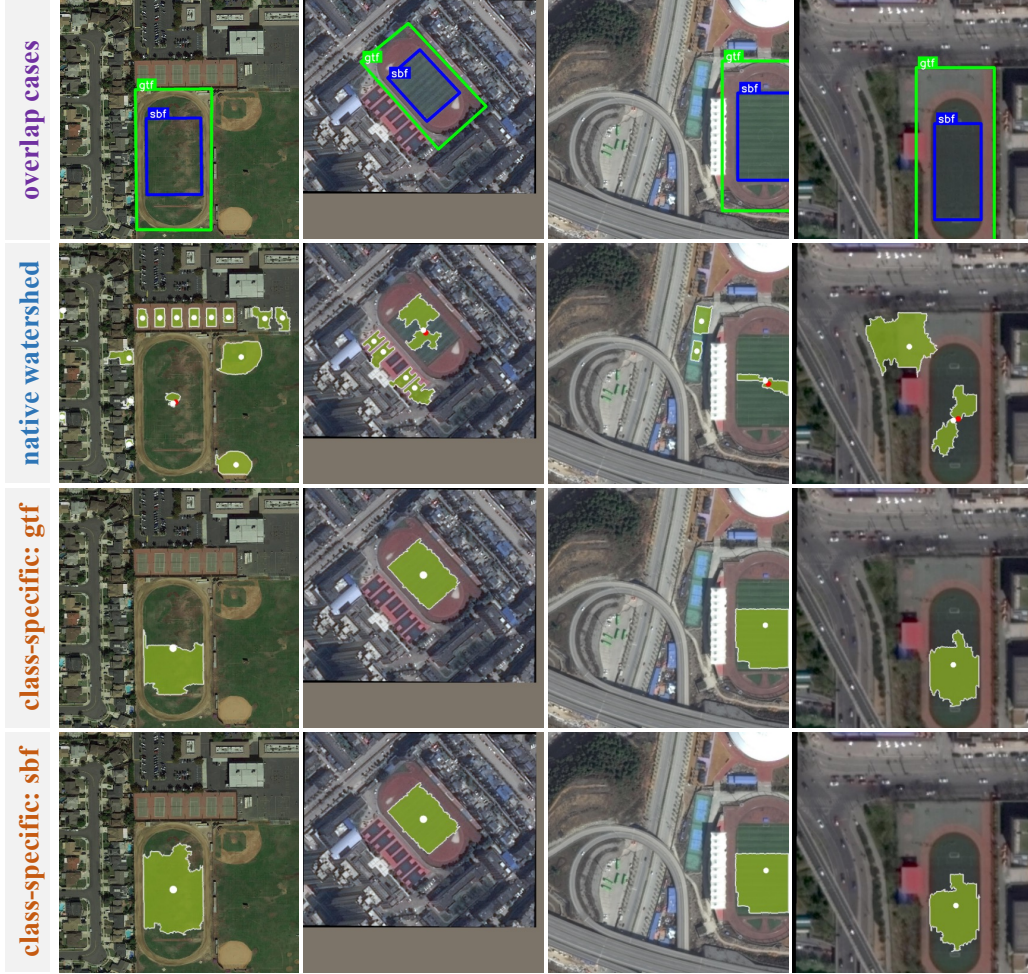 overlap cases
gtf
sbf
gtf
sbf
gtf
sbf
gtf
sbf
native watershed
class-specific: gtf
class-specific: sbf